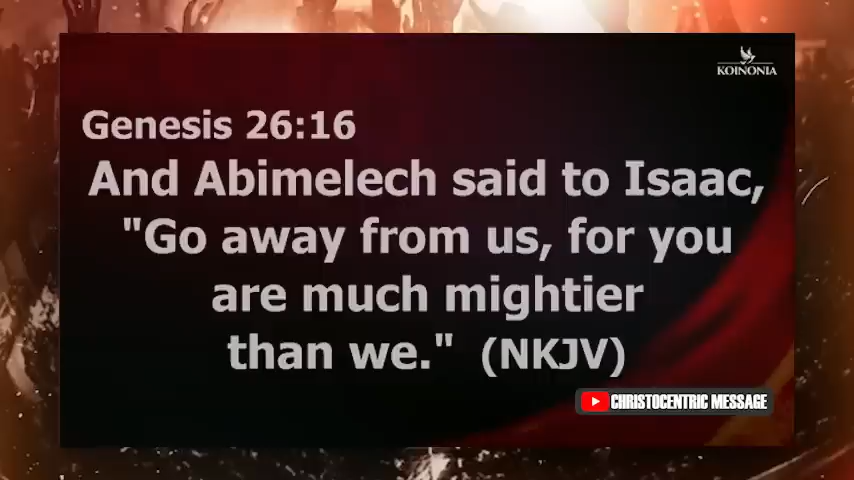 KOINONIA
Genesis 26:16
And Abimelech said to Isaac,
"Go away from us, for you
are much mightier
than we." (NKJV)
CHRISTOCENTRIC MESSAGE